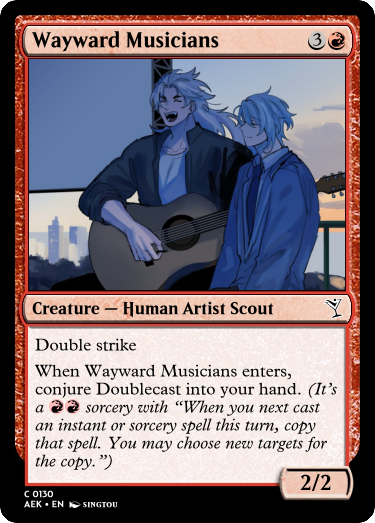 Wayward Musicians 3
Creature — Human Artist Scout
Double strike
When Wayward Musicians enters,
conjure Doublecast into your hand. (It's
a sorcery with “When you next cast
an instant or sorcery spell this turn, copy
that spell. You may choose new targets for
the copy.”)
2/2
C 0130
AEK • EN SINGTOU